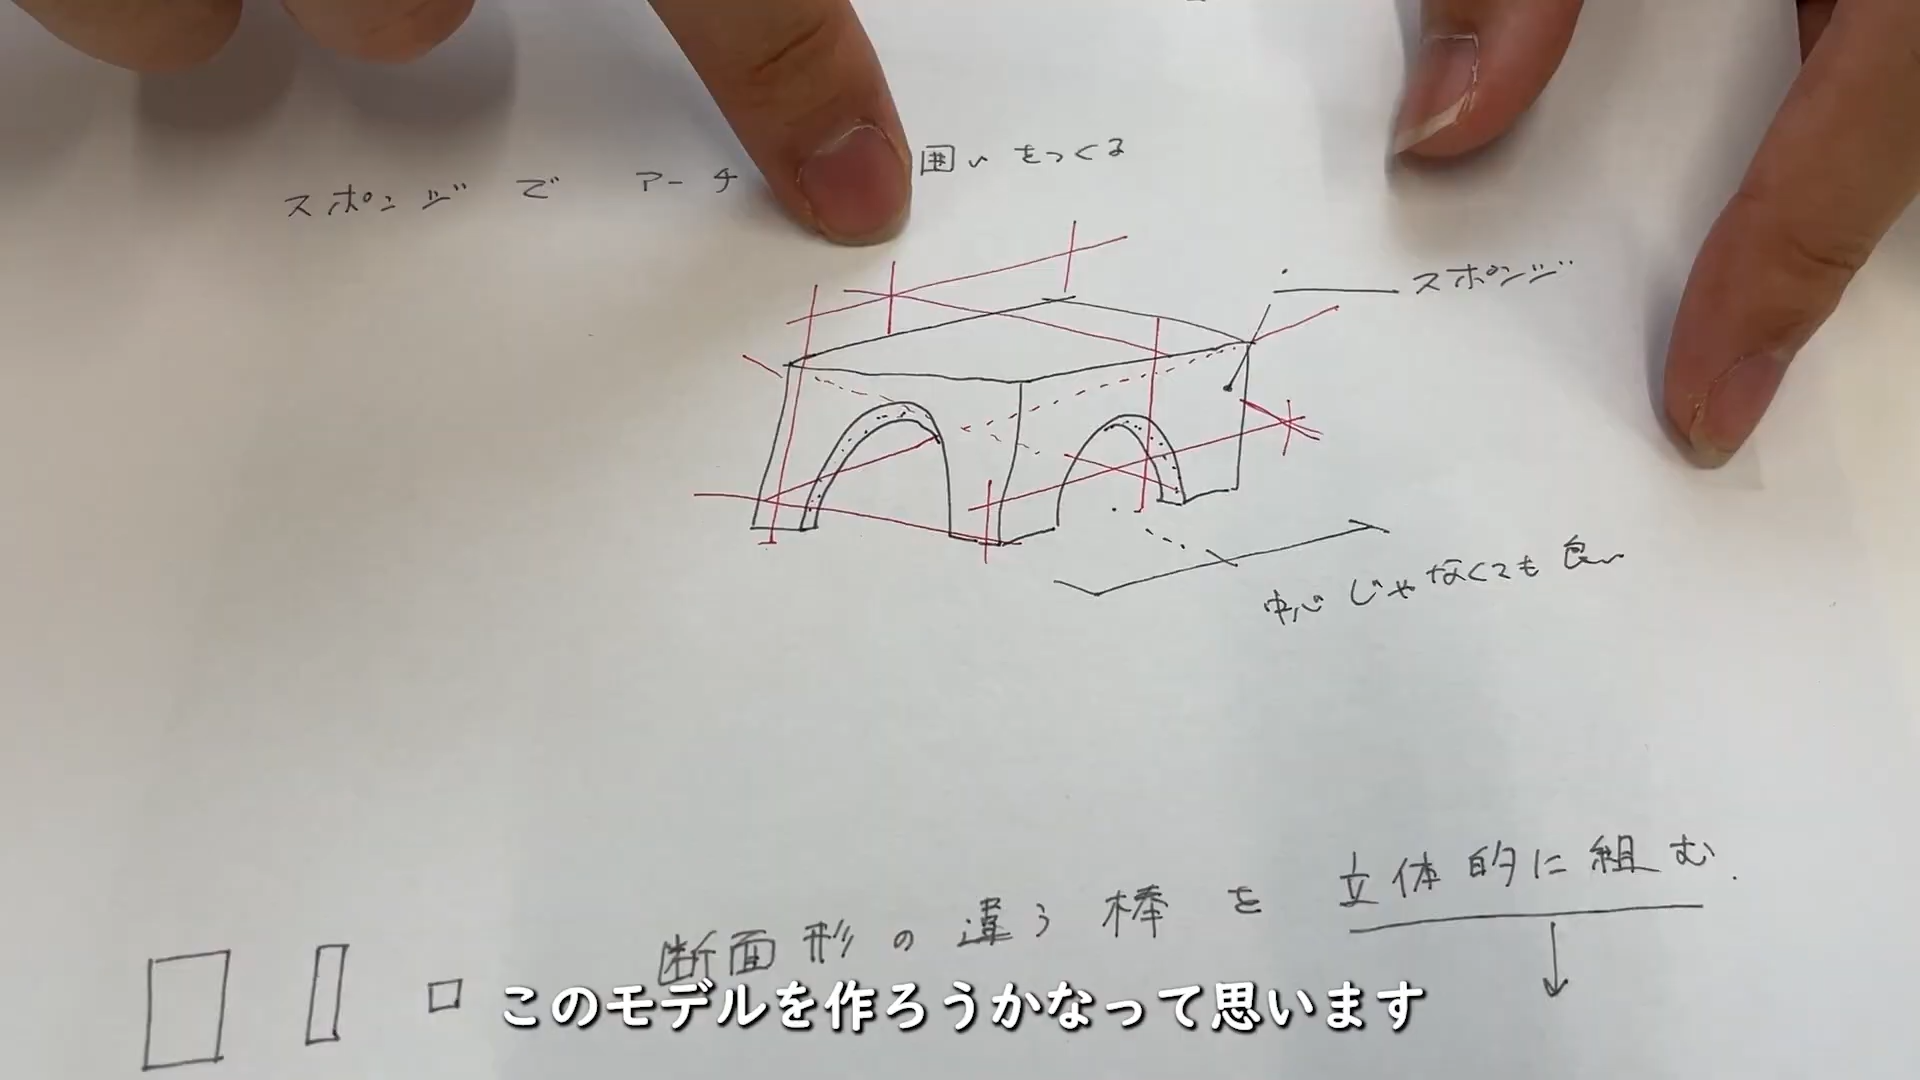 スポンジで アーチ 囲いをつくる
スポンジ
中心じゃなくても良い
断面形の違う棒を立体的に組む.
このモデルを作ろうかなって思います